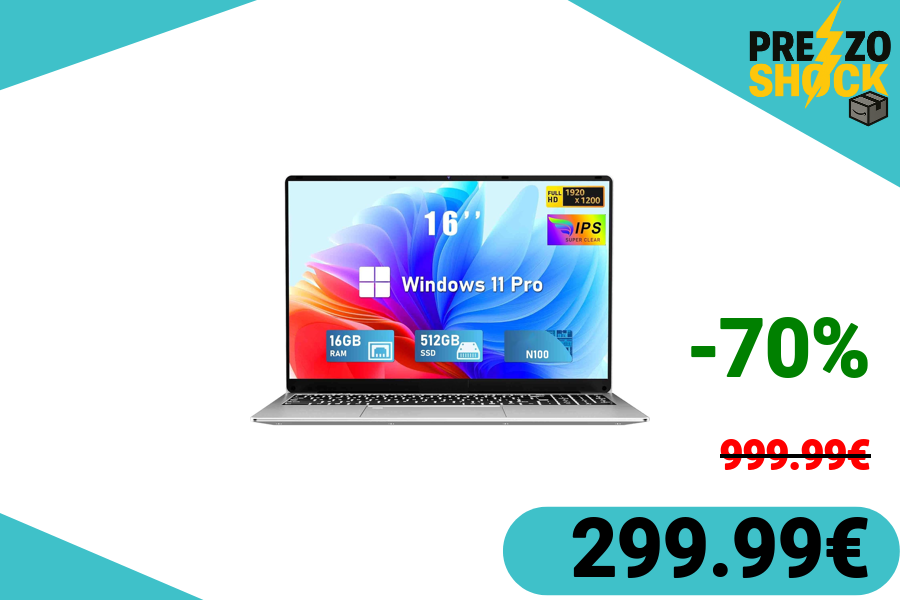 PREZZO
SHOCK
FULL HD 1920 x 1200
16’’
IPS
SUPER CLEAR
Windows 11 Pro
16GB RAM
512GB SSD
N100
-70%
999.99€
299.99€